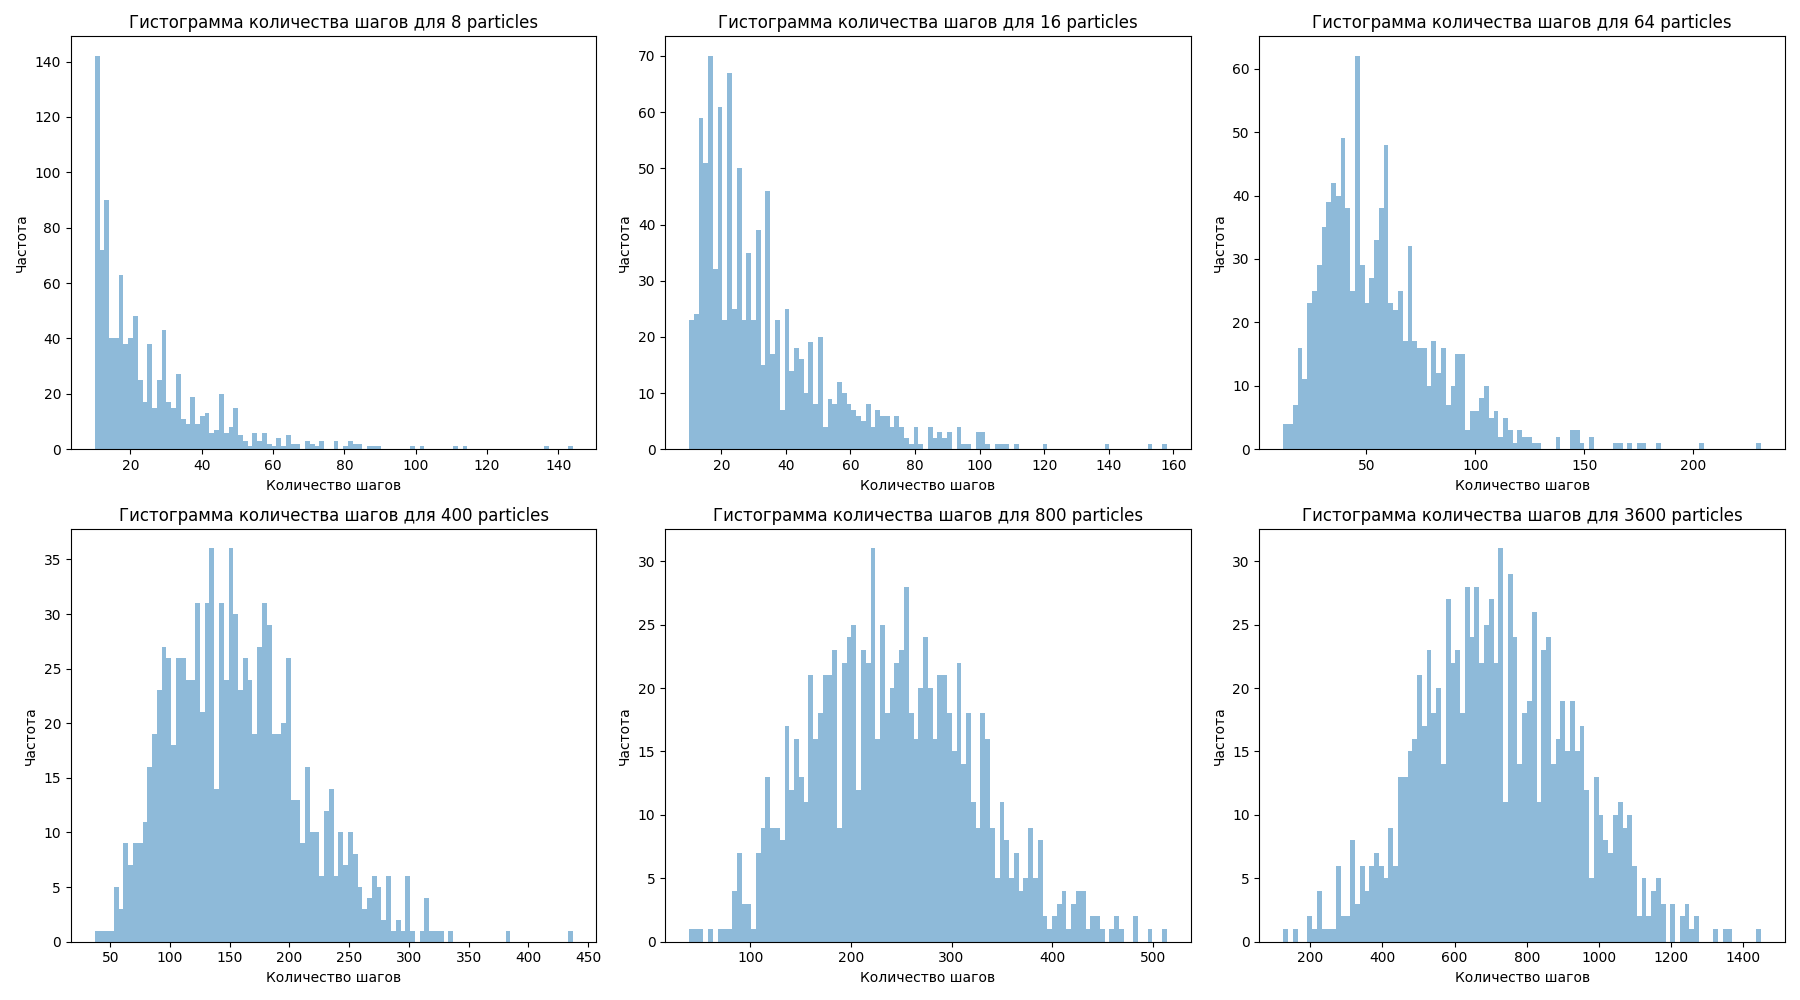 Гистограмма количества шагов для 8 particles
Частота
140
120
100
80
60
40
20
0
20 40 60 80 100 120 140
Количество шагов
Гистограмма количества шагов для 16 particles
Частота
70
60
50
40
30
20
10
0
20 40 60 80 100 120 140 160
Количество шагов
Гистограмма количества шагов для 64 particles
Частота
60
50
40
30
20
10
0
50 100 150 200
Количество шагов
Гистограмма количества шагов для 400 particles
Частота
35
30
25
20
15
10
5
0
50 100 150 200 250 300 350 400 450
Количество шагов
Гистограмма количества шагов для 800 particles
Частота
30
25
20
15
10
5
0
100 200 300 400 500
Количество шагов
Гистограмма количества шагов для 3600 particles
Частота
30
25
20
15
10
5
0
200 400 600 800 1000 1200 1400
Количество шагов